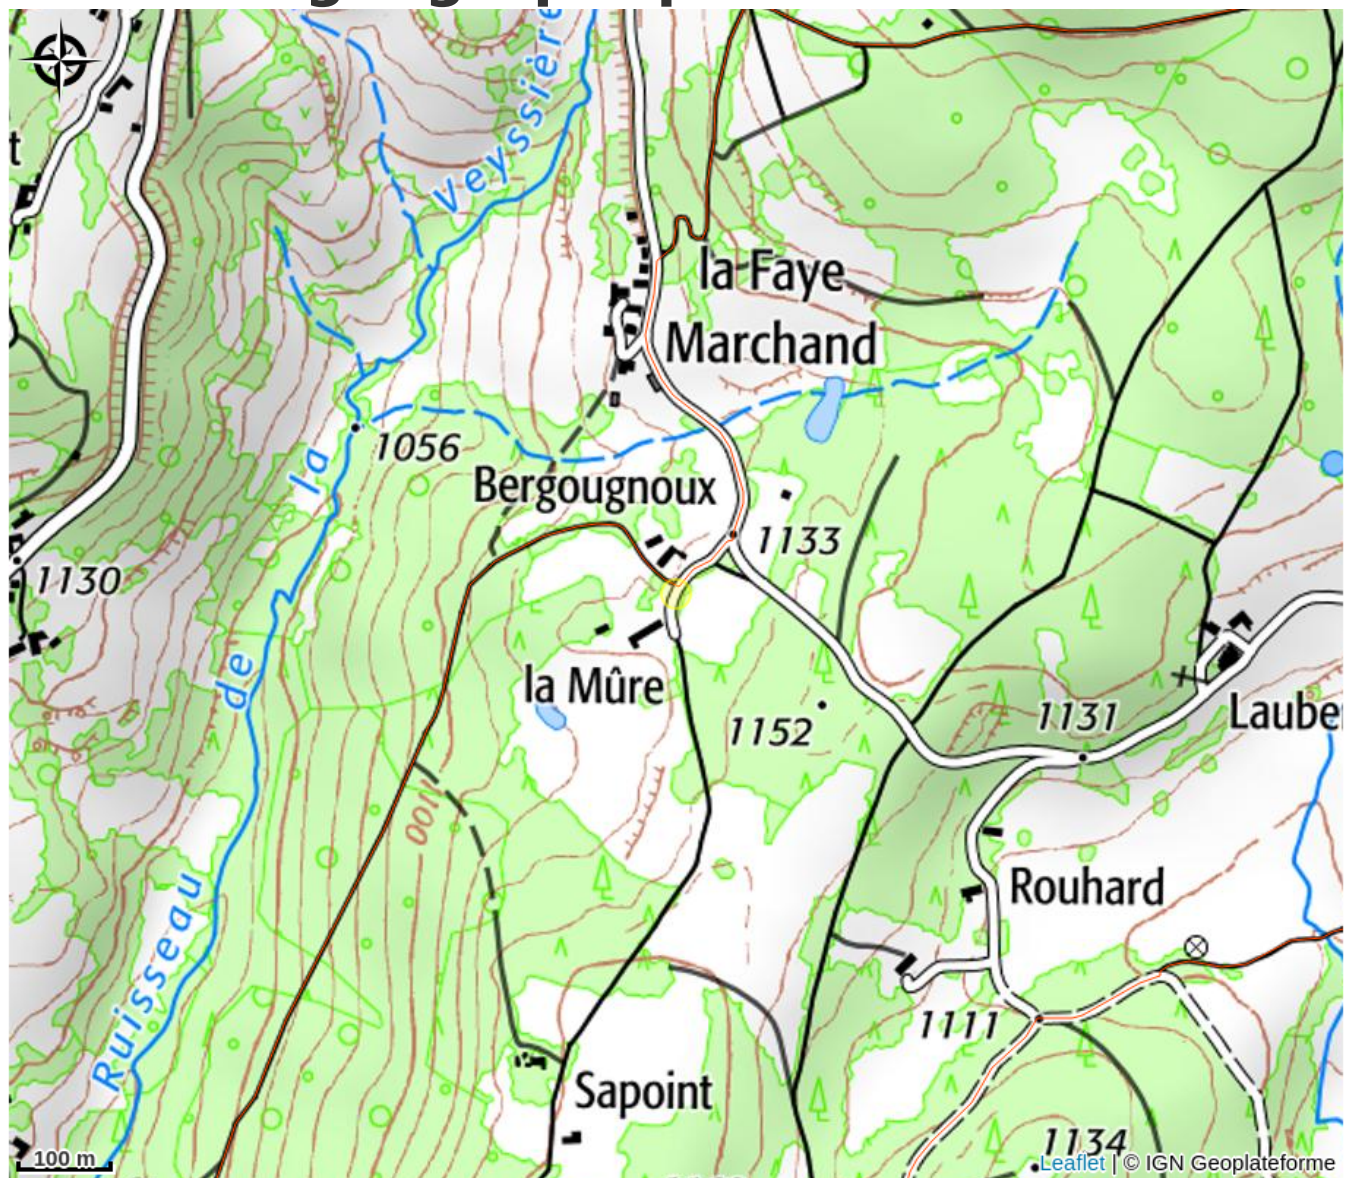 Veyssière
t
la Faye
Marchand
1056
la
Bergougnoux
1133
1130
de
la Mûre
1152
1131
Laube
1100
Rouhard
Ruisseau
1111
Sapoint
1134
100 m
Leaflet | © IGN Geoplateforme